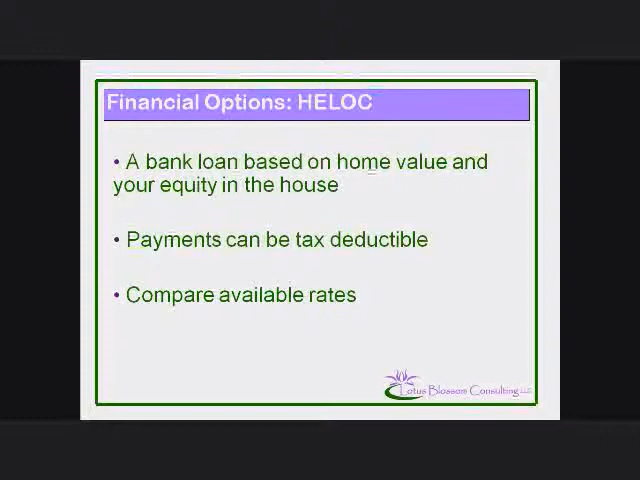 Financial Options: HELOC
• A bank loan based on home value and
your equity in the house
• Payments can be tax deductible
• Compare available rates
Lotus Blossom Consulting LLC